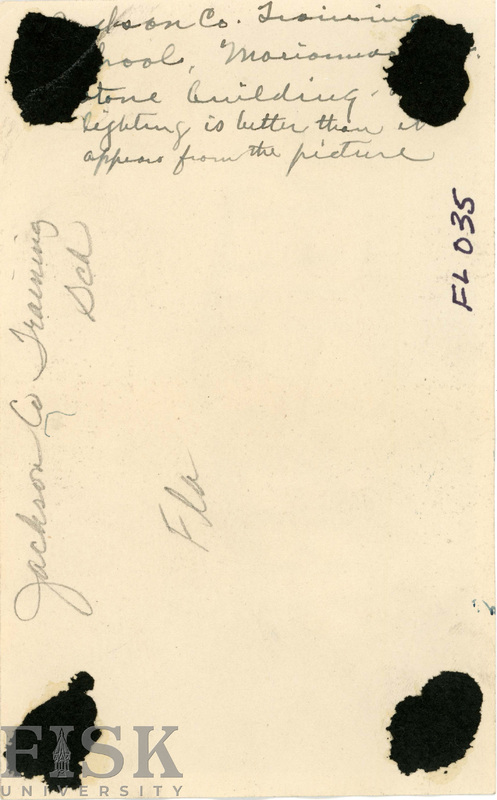 Jackson Co. Training
School,
Stone building.
Lighting is better than it
appears from the picture
FL 035
Jackson Co Training
Sch
Fla
FISK
UNIVERSITY